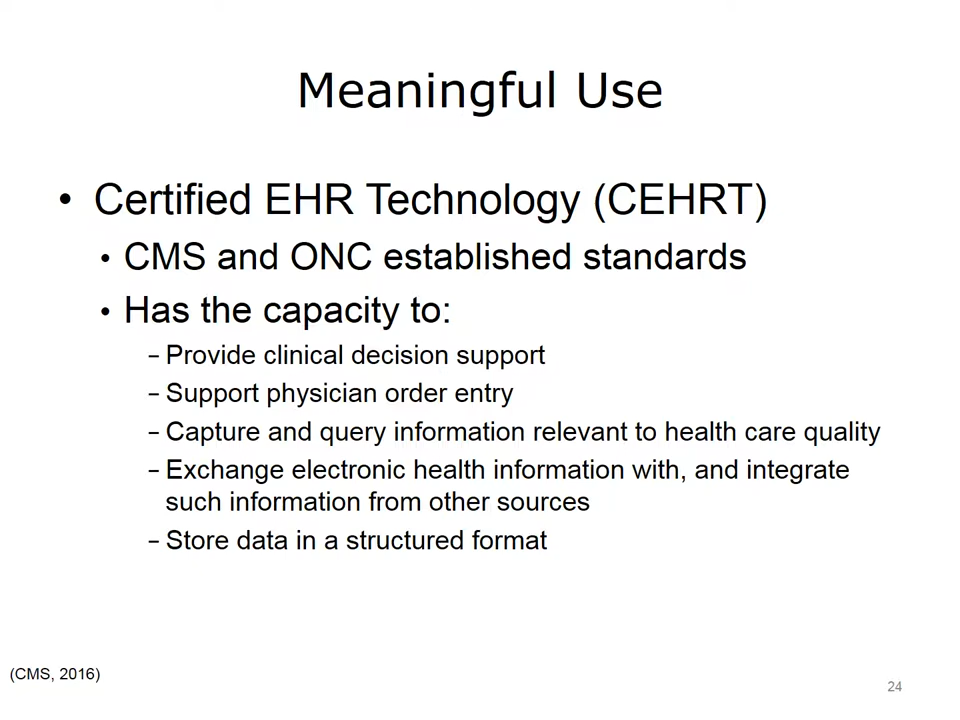 Meaningful Use
• Certified EHR Technology (CEHRT)
• CMS and ONC established standards
• Has the capacity to:
– Provide clinical decision support
– Support physician order entry
– Capture and query information relevant to health care quality
– Exchange electronic health information with, and integrate
such information from other sources
– Store data in a structured format
(CMS, 2016)
24